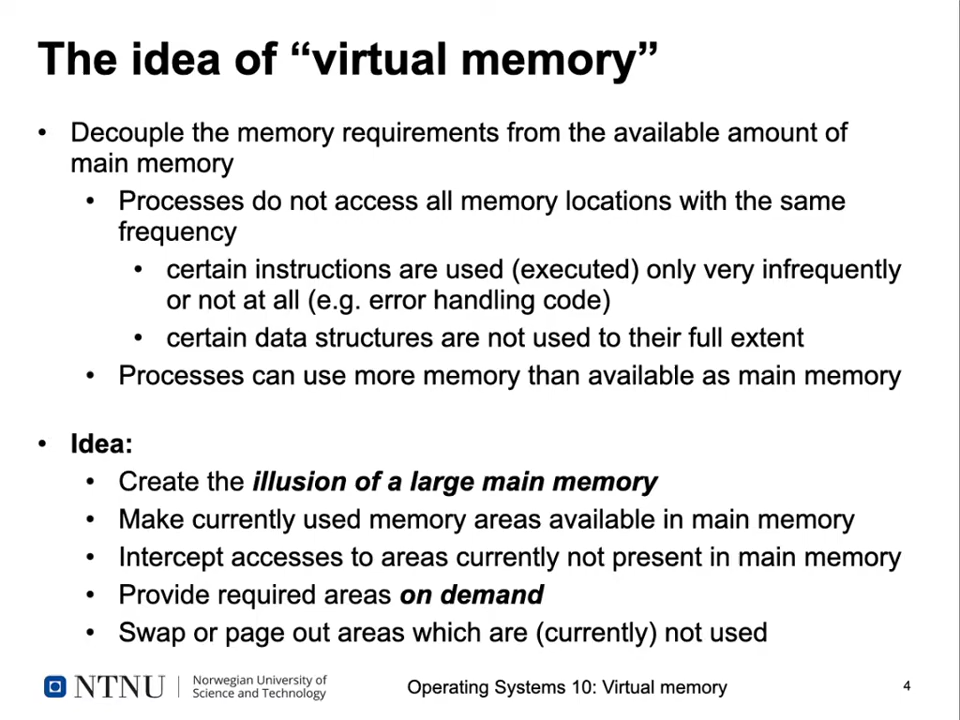 The idea of “virtual memory”
• Decouple the memory requirements from the available amount of
main memory
• Processes do not access all memory locations with the same
frequency
• certain instructions are used (executed) only very infrequently
or not at all (e.g. error handling code)
• certain data structures are not used to their full extent
• Processes can use more memory than available as main memory
• Idea:
• Create the illusion of a large main memory
• Make currently used memory areas available in main memory
• Intercept accesses to areas currently not present in main memory
• Provide required areas on demand
• Swap or page out areas which are (currently) not used
NTNU
Norwegian University of
Science and Technology
Operating Systems 10: Virtual memory
4